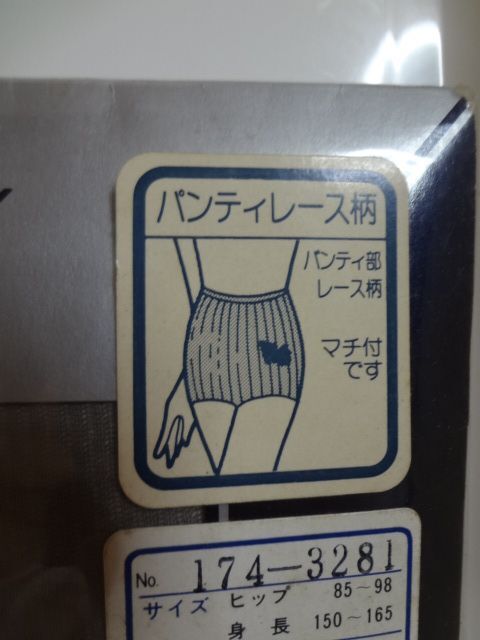 パンティレース柄
パンティ部
レース柄
マチ付
です
No. 174-3281
サイズ ヒップ 85~98
身長 150~165